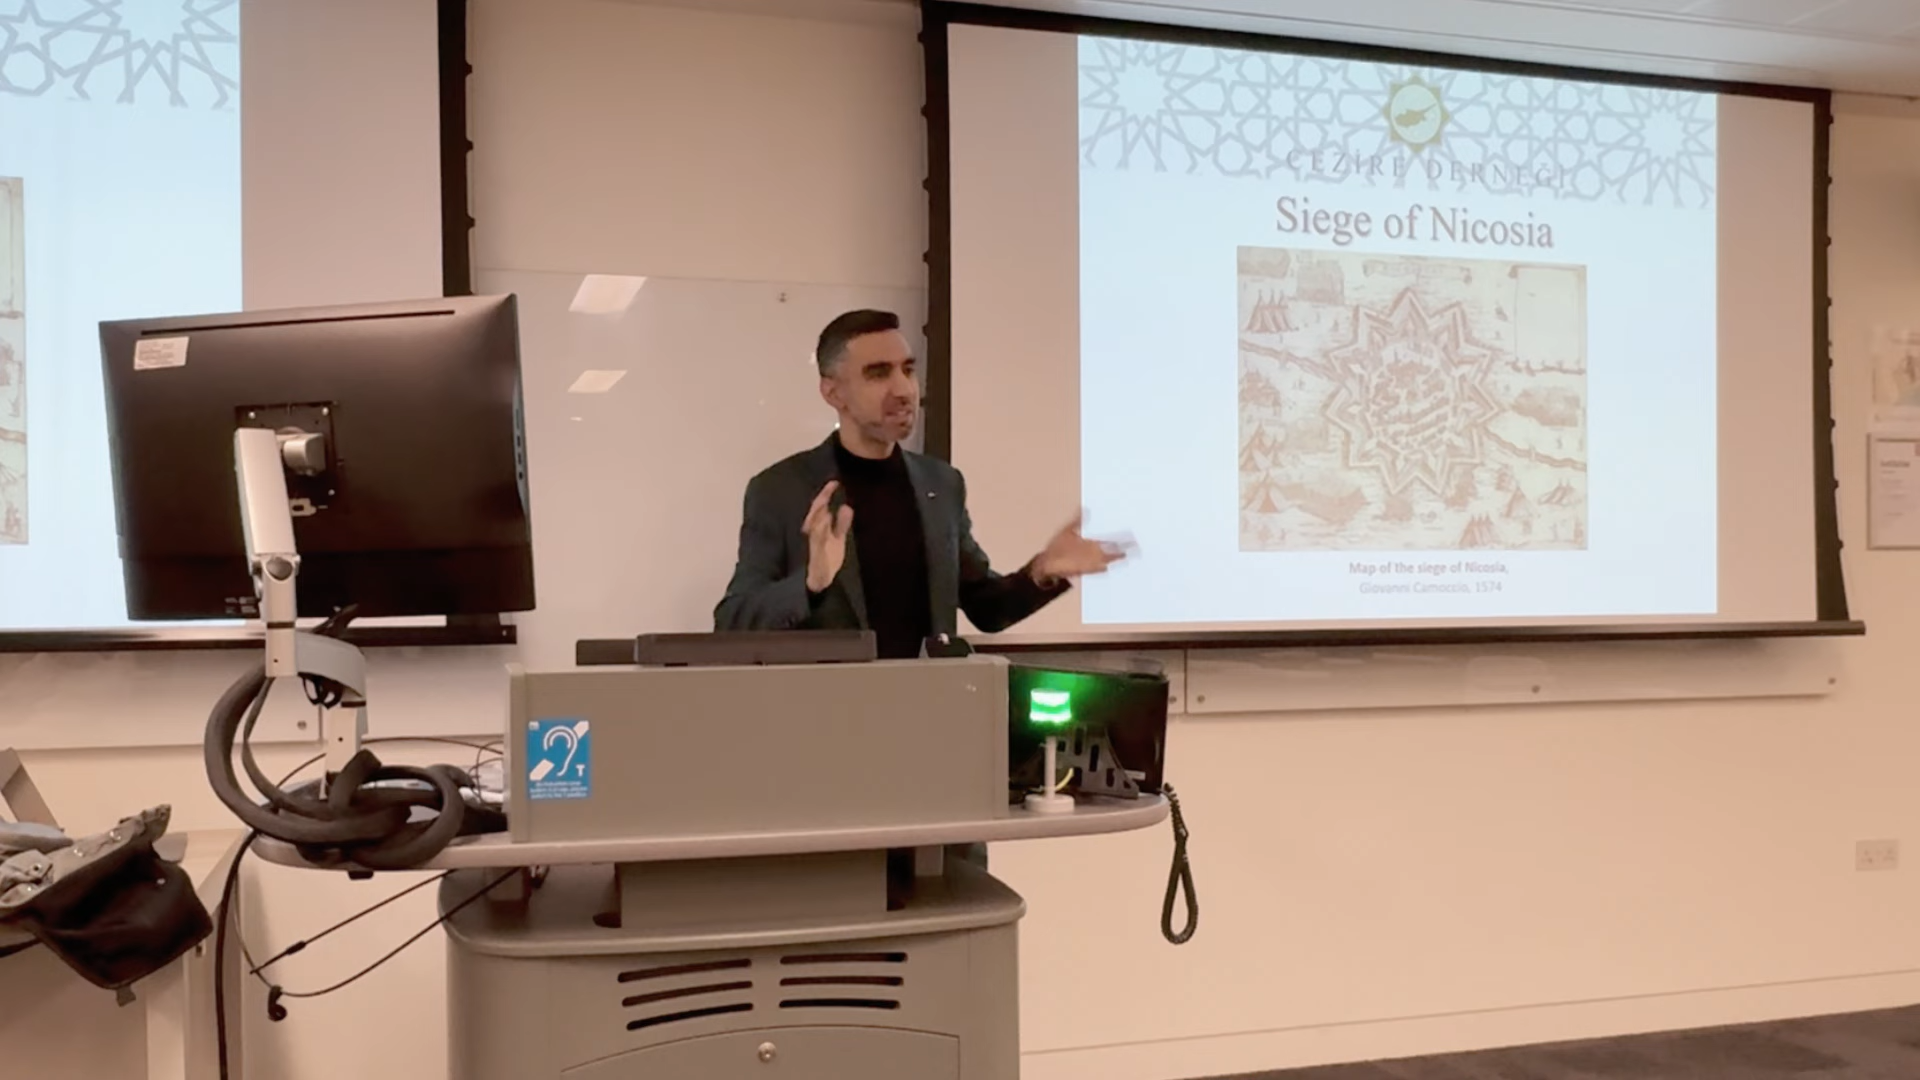 CEZİRE DERNEĞİ
Siege of Nicosia
Map of the siege of Nicosia,
Giovanni Camoccio, 1574
T